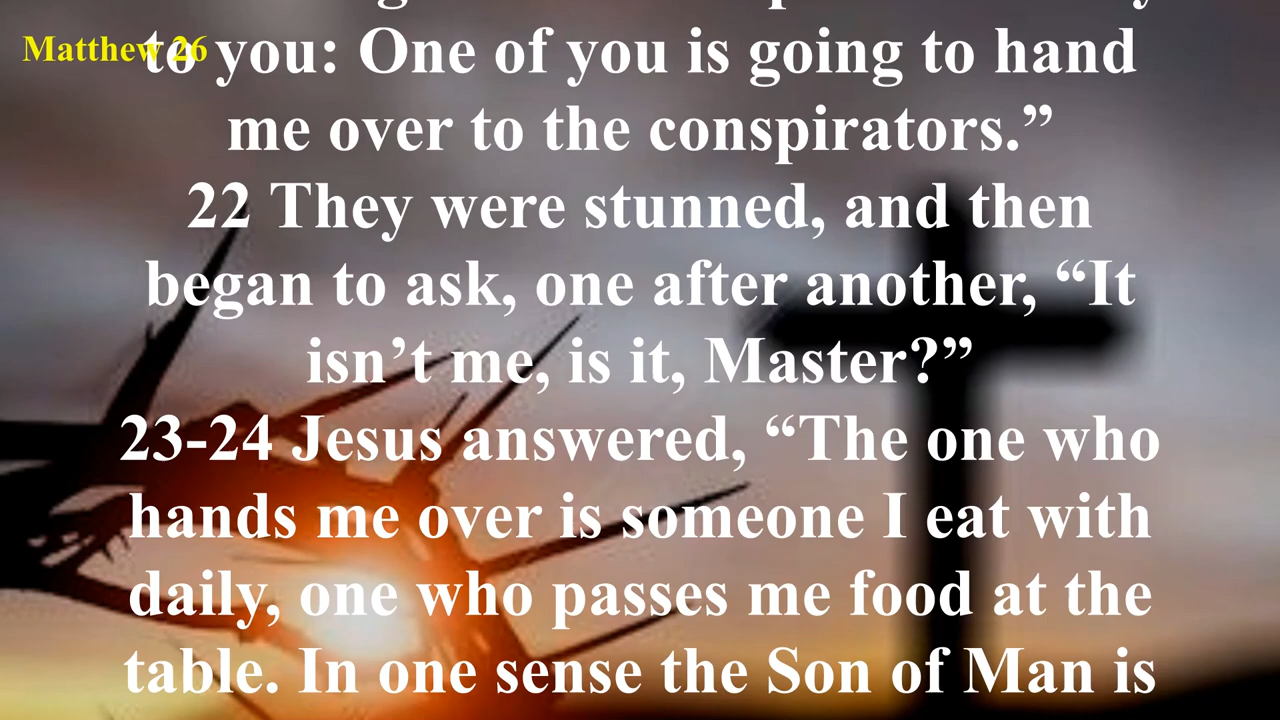 Matthew 26
to you: One of you is going to hand
me over to the conspirators.”
22 They were stunned, and then
began to ask, one after another, “It
isn’t me, is it, Master?”
23-24 Jesus answered, “The one who
hands me over is someone I eat with
daily, one who passes me food at the
table. In one sense the Son of Man is